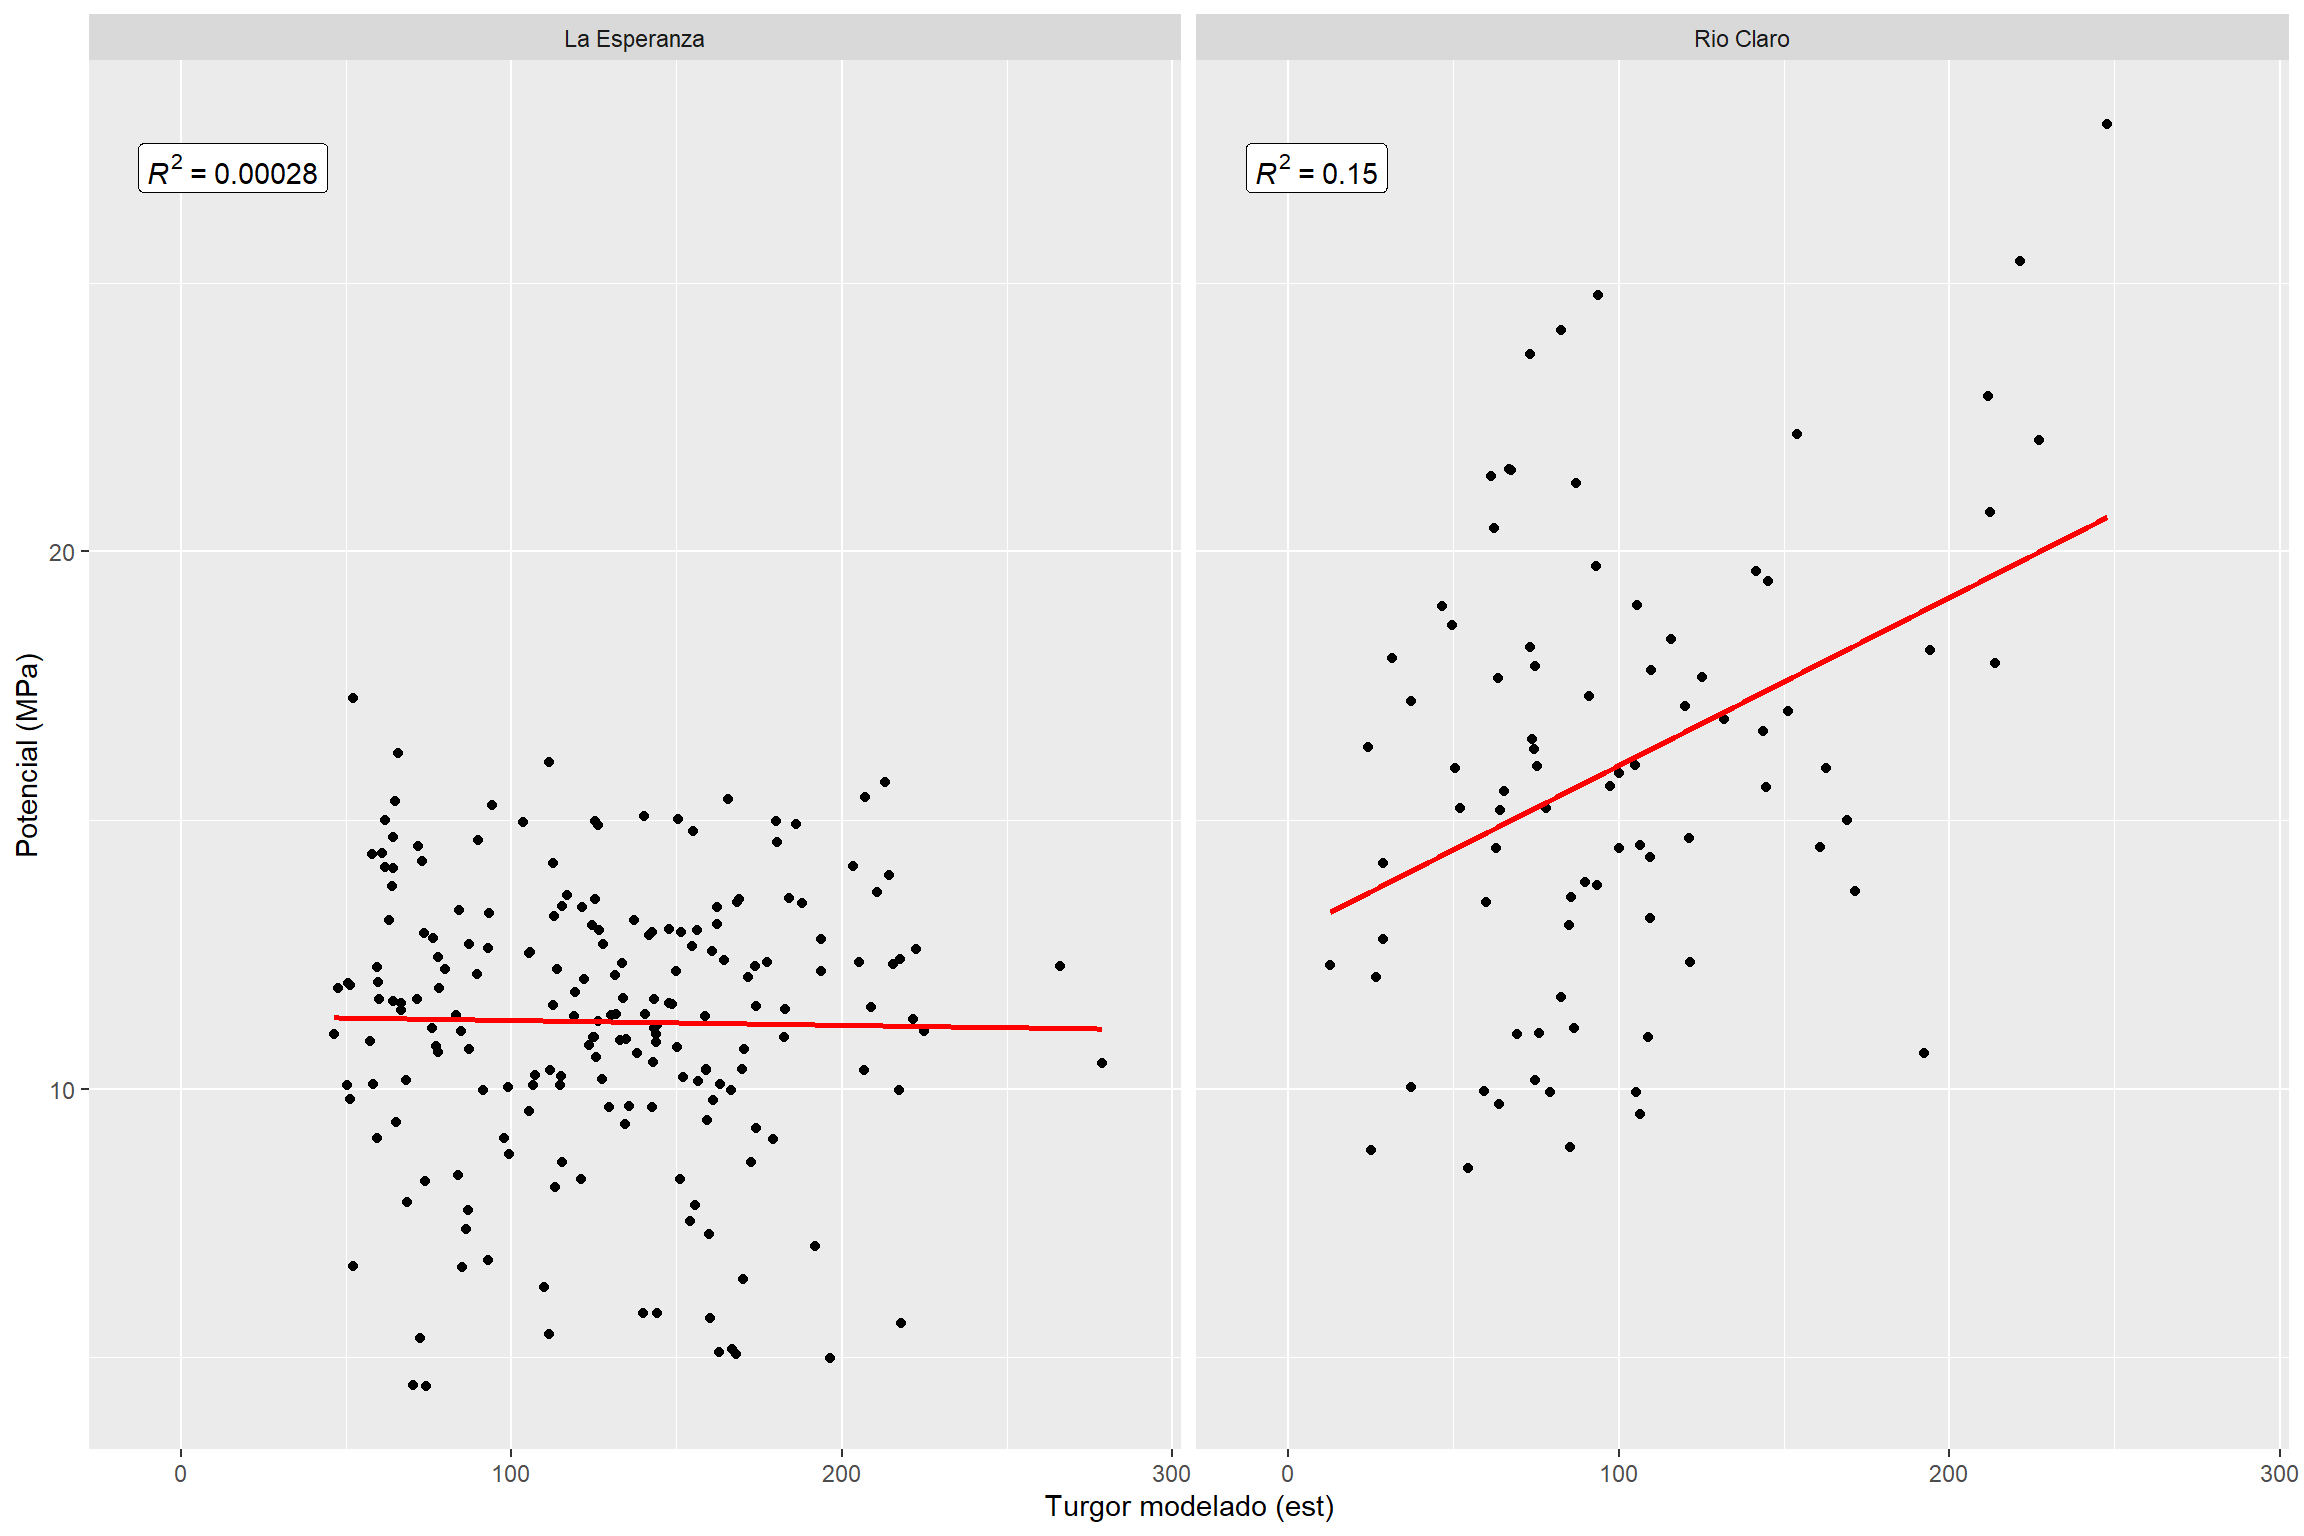 La Esperanza
Rio Claro
R² = 0.00028
R² = 0.15
Potencial (MPa)
20
10
0 100 200 300
0 100 200 300
Turgor modelado (est)